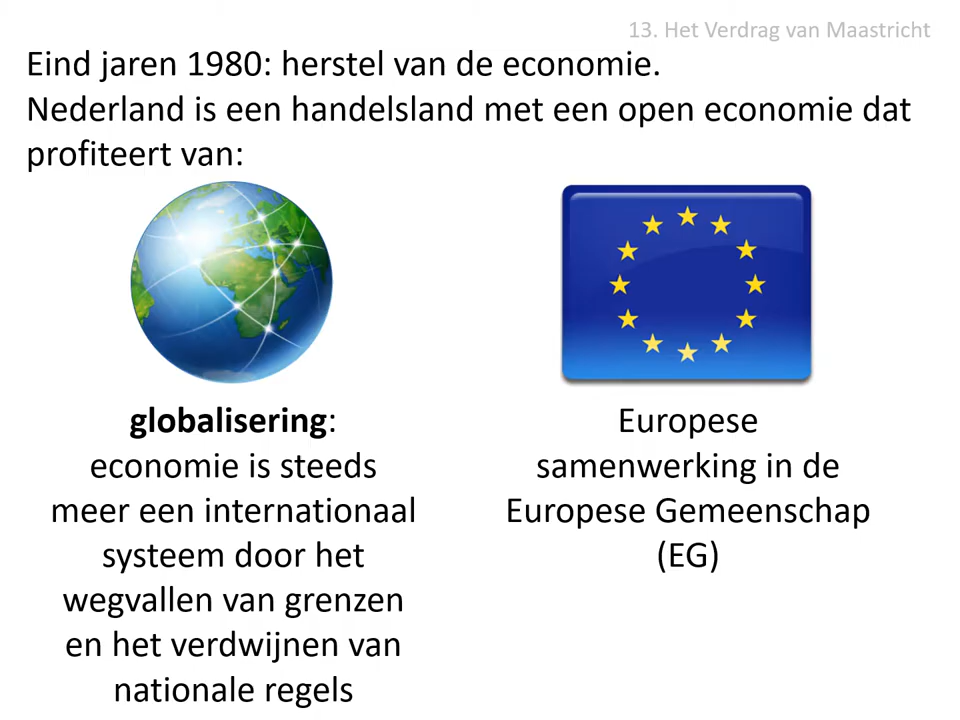 13. Het Verdrag van Maastricht
Eind jaren 1980: herstel van de economie.
Nederland is een handelsland met een open economie dat
profiteert van:
globalisering:
economie is steeds
meer een internationaal
systeem door het
wegvallen van grenzen
en het verdwijnen van
nationale regels
Europese
samenwerking in de
Europese Gemeenschap
(EG)